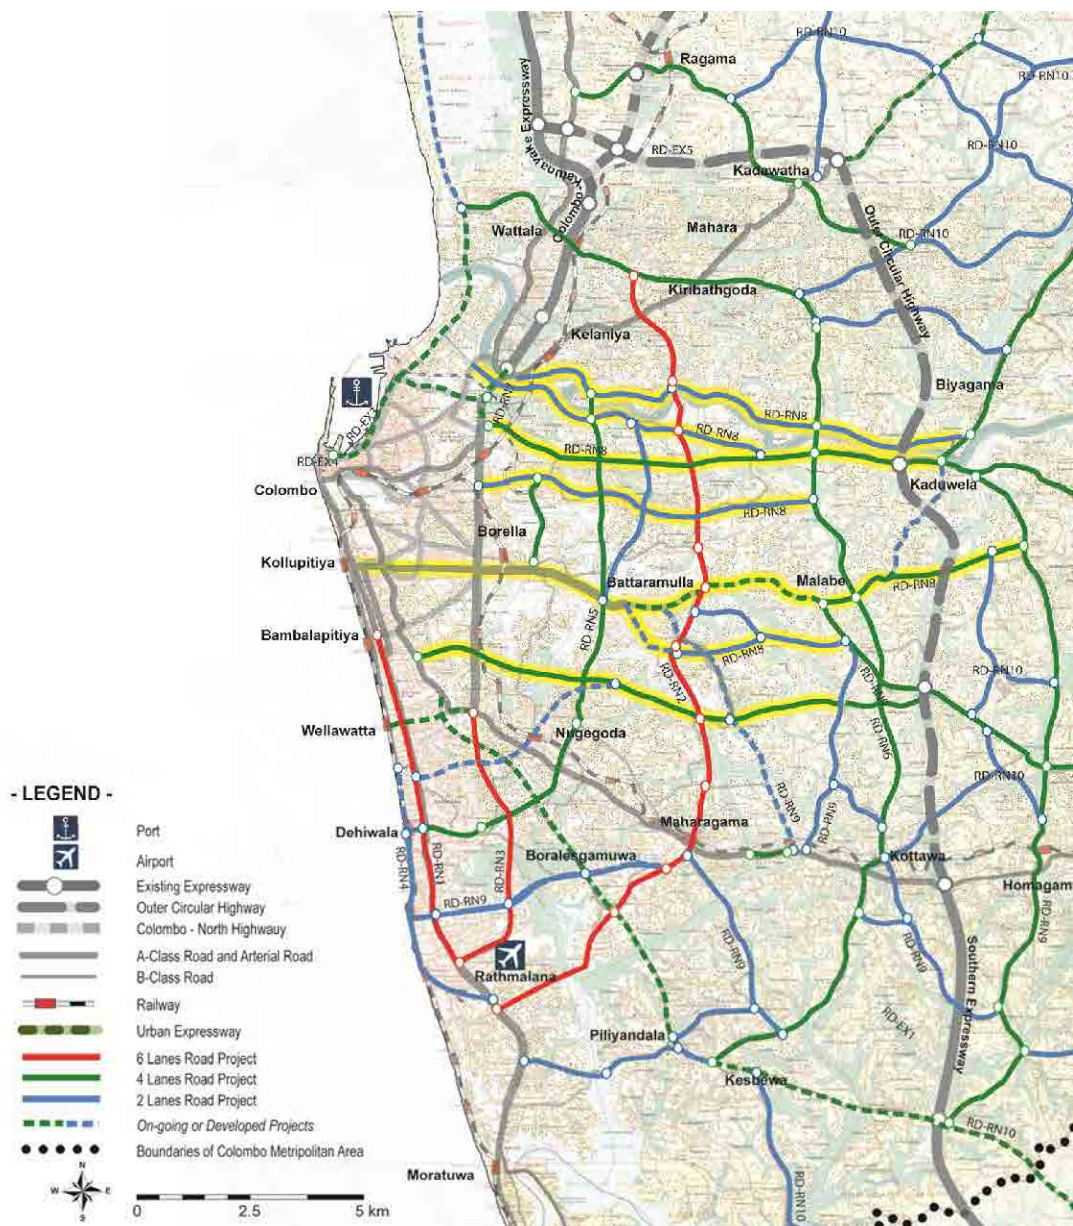 RD-RN10
Ragama
RD-RN10
RD-EX5
Kadawatha
RD-RN10
Colombo - Katunayake Expressway
Wattala
Mahara
Outer Circular Highway
RD-RN10
Kiribathgoda
Kelaniya
Biyagama
RD-EX3
RD-RN8
RD-RN8
RD-EX4
RD-RN8
Kaduwela
Colombo
RD-RN8
Borella
Kollupitiya
Battaramulla
Malabe
RD-RN8
RD-RN5
Bambalapitiya
RD-RN8
RD-RN10
RD-RN2
RD-RN9
Wellawatta
Nugegoda
RD-RN6
RD-RN10
- LEGEND -
Port
Airport
Existing Expressway
Outer Circular Highway
Colombo - North Highwauy
A-Class Road and Arterial Road
B-Class Road
Railway
Urban Expressway
6 Lanes Road Project
4 Lanes Road Project
2 Lanes Road Project
On-going or Developed Projects
Boundaries of Colombo Metripolitan Area
N
W E
S
0 2.5 5 km
Dehiwala
Maharagama
RD-RN9
RD-RN9
Boralesgamuwa
Kottawa
RD-RN4
RD-RN1
RD-RN3
Homagam
RD-RN9
RD-RN9
RD-RN9
RD-RN9
Rathmalana
Southern Expressway
RD-EX1
Piliyandala
Kesbewa
RD-RN10
Moratuwa
RD-RN10